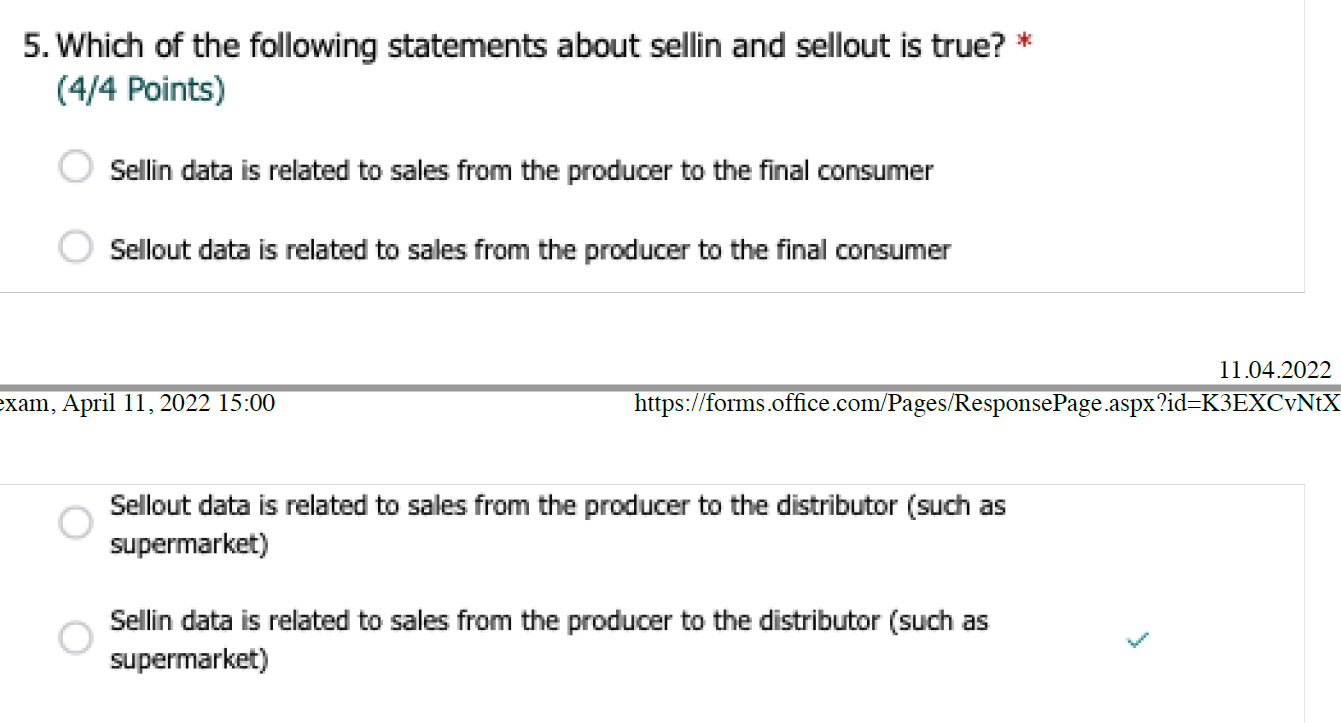 5. Which of the following statements about sellin and sellout is true? *
(4/4 Points)
Sellin data is related to sales from the producer to the final consumer
Sellout data is related to sales from the producer to the final consumer
11.04.2022
exam, April 11, 2022 15:00 https://forms.office.com/Pages/ResponsePage.aspx?id=K3EXCvNtX
Sellout data is related to sales from the producer to the distributor (such as
supermarket)
Sellin data is related to sales from the producer to the distributor (such as
supermarket)